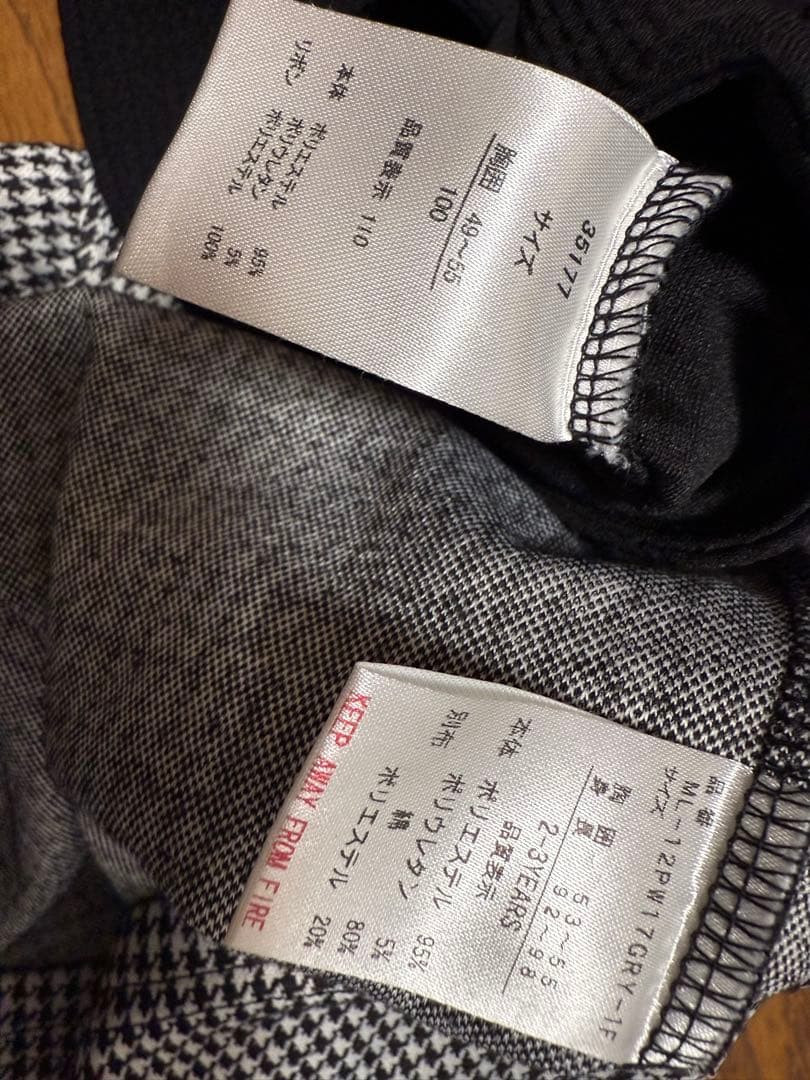 35177
サイズ
胸囲 49~55
100
品質表示 110
本体 ポリエステル 95%
ポリウレタン 5%
リボン ポリエステル 100%
品番
ML-12PW17GRY-1F
サイズ
胸囲 53~55
身長 92~98
2-3YEARS
品質表示
本体 ポリエステル 95%
ポリウレタン 5%
別布 綿 80%
ポリエステル 20%
KEEP AWAY FROM FIRE